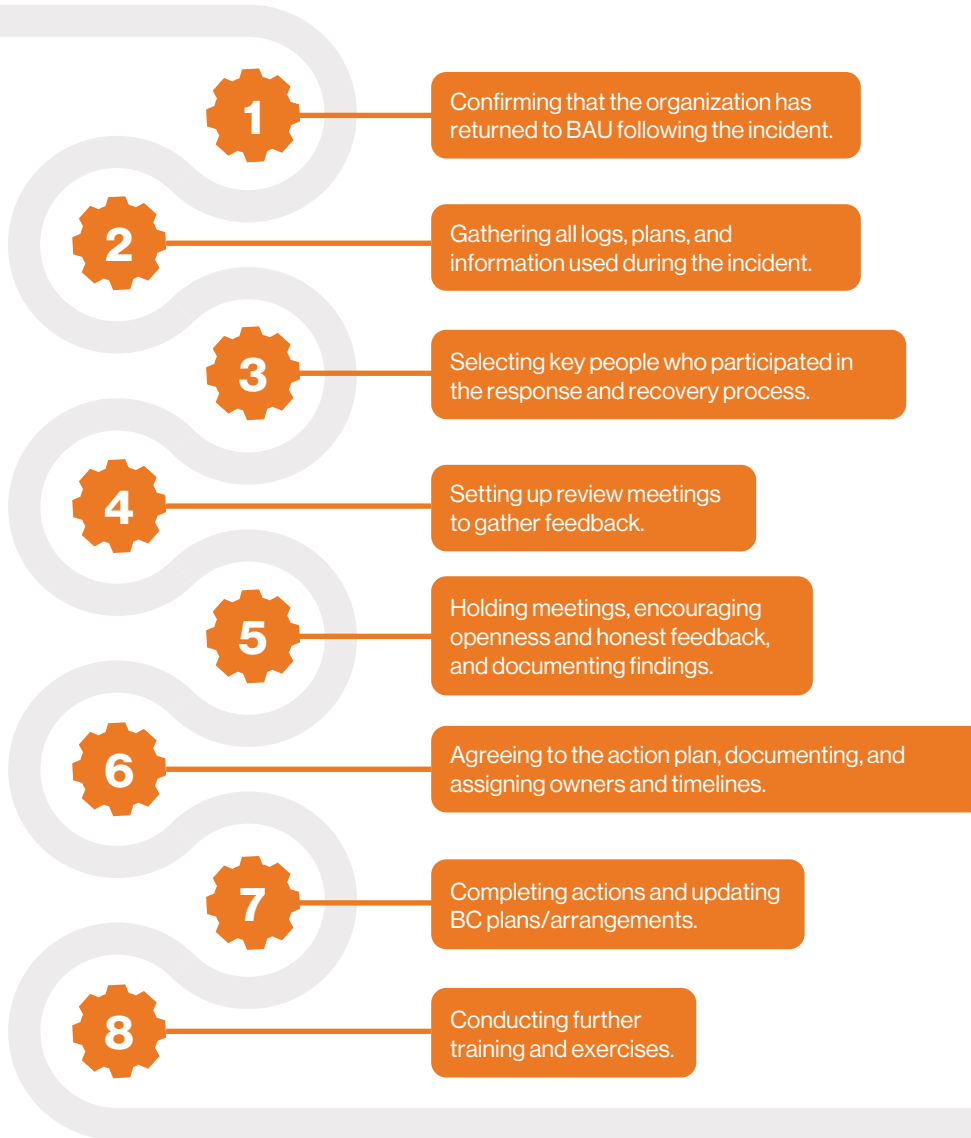 1
Confirming that the organization has
returned to BAU following the incident.
2
Gathering all logs, plans, and
information used during the incident.
3
Selecting key people who participated in
the response and recovery process.
4
Setting up review meetings
to gather feedback.
5
Holding meetings, encouraging
openness and honest feedback,
and documenting findings.
6
Agreeing to the action plan, documenting, and
assigning owners and timelines.
7
Completing actions and updating
BC plans/arrangements.
8
Conducting further
training and exercises.